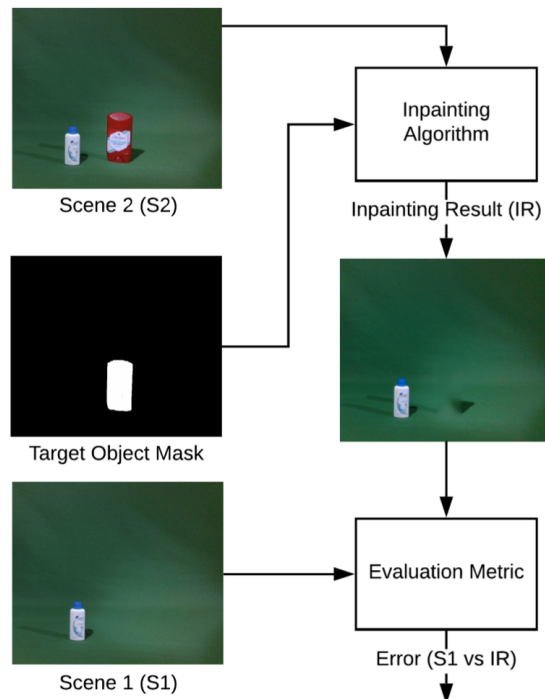 Inpainting
Algorithm
Scene 2 (S2)
Inpainting Result (IR)
Target Object Mask
Evaluation Metric
Error (S1 vs IR)
Scene 1 (S1)